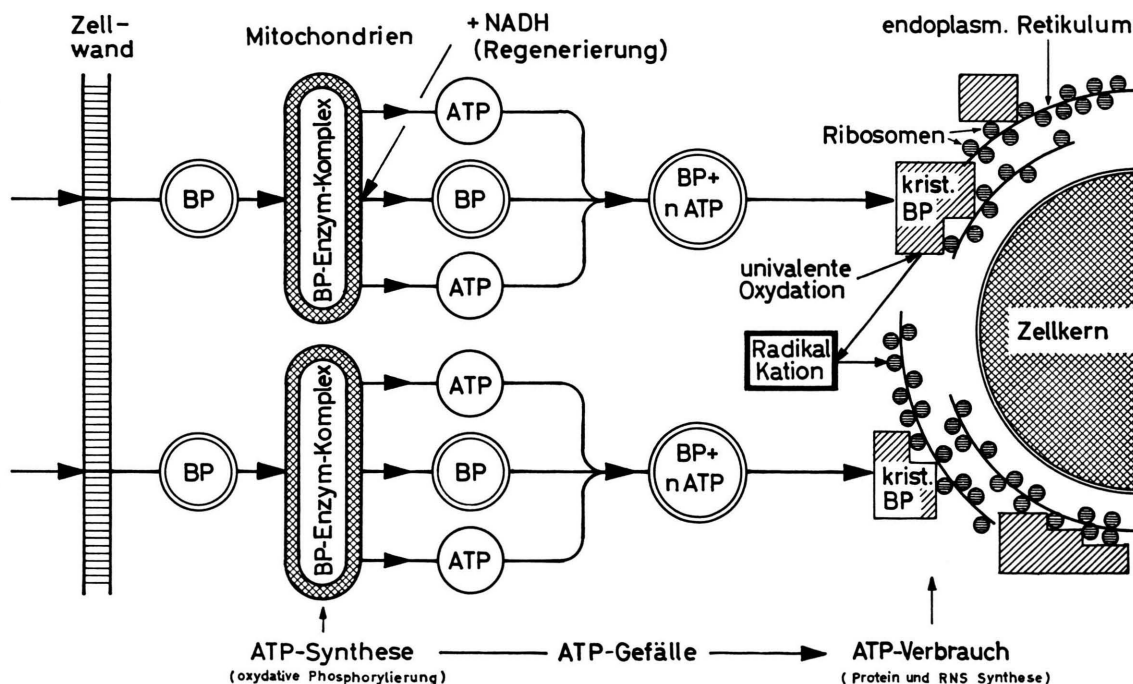 Zell-
wand
Mitochondrien
+ NADH
(Regenerierung)
endoplasm. Retikulum
Ribosomen
BP
BP-Enzym-Komplex
ATP
BP
ATP
BP+
n ATP
krist.
BP
univalente
Oxydation
Radikal
Kation
Zellkern
BP
BP-Enzym-Komplex
ATP
BP
ATP
BP+
n ATP
krist.
BP
ATP-Synthese
(oxydative Phosphorylierung)
ATP-Gefälle
ATP-Verbrauch
(Protein und RNS Synthese)